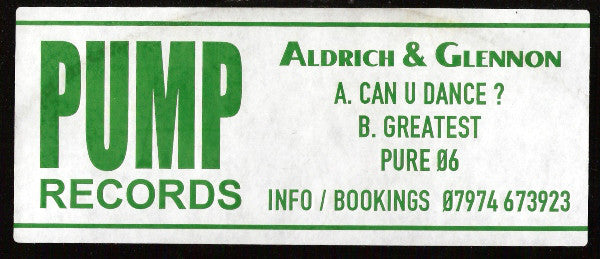 PUMP
RECORDS
ALDRICH & GLENNON
A. CAN U DANCE ?
B. GREATEST
PURE Ø6
INFO / BOOKINGS Ø7974 673923